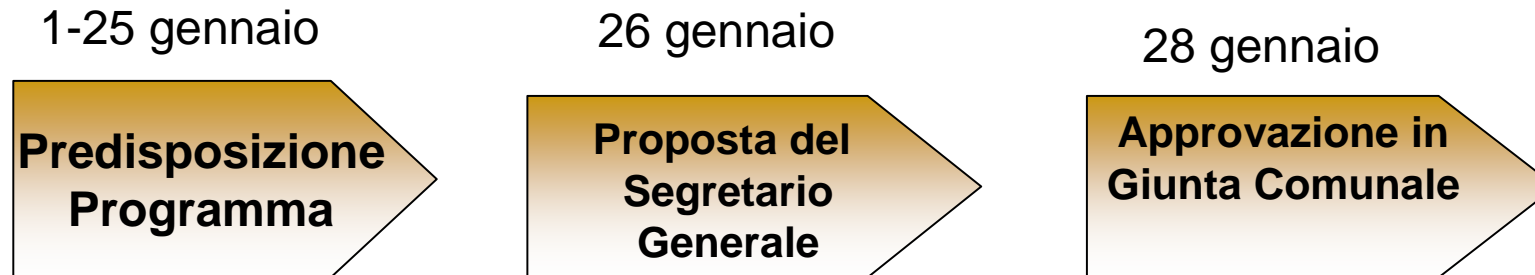 1-25 gennaio
26 gennaio
28 gennaio
Predisposizione
Programma
Proposta del
Segretario
Generale
Approvazione in
Giunta Comunale